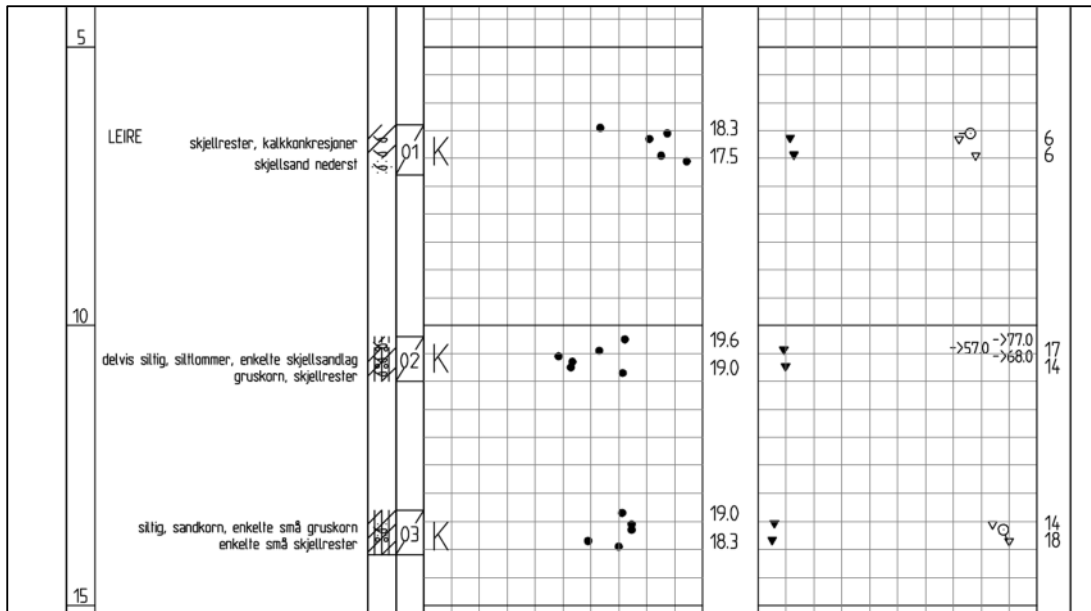 5
LEIRE
skjellrester, kalkkonkresjoner
skjellsand nederst
01 K
18.3
17.5
6
6
10
delvis siltig, siltlommer, enkelte skjellsandlag
gruskorn, skjellrester
02 K
19.6
19.0
->77.0
->57.0
->68.0
17
14
siltig, sandkorn, enkelte små gruskorn
enkelte små skjellrester
03 K
19.0
18.3
14
18
15